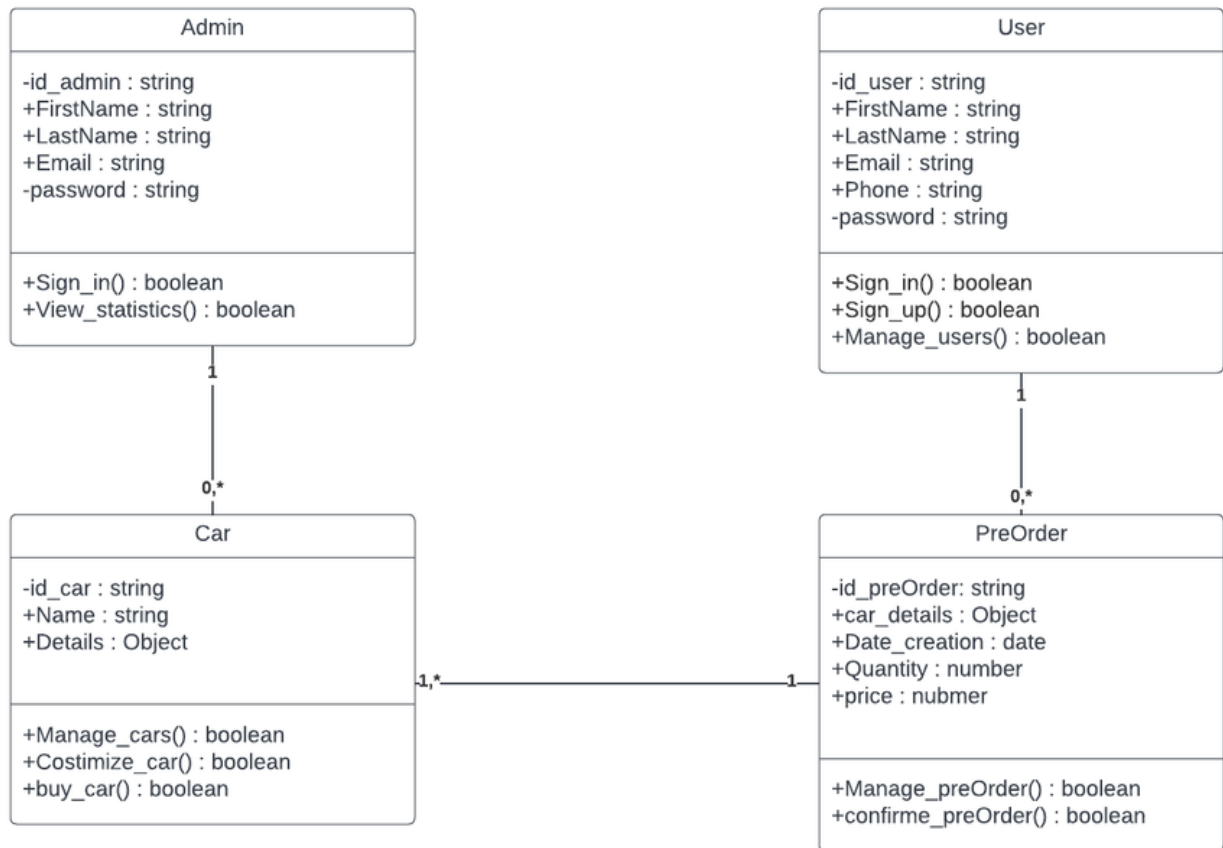 Admin
-id_admin : string
+FirstName : string
+LastName : string
+Email : string
-password : string
+Sign_in() : boolean
+View_statistics() : boolean
1
0,*
User
-id_user : string
+FirstName : string
+LastName : string
+Email : string
+Phone : string
-password : string
+Sign_in() : boolean
+Sign_up() : boolean
+Manage_users() : boolean
1
0,*
Car
-id_car : string
+Name : string
+Details : Object
+Manage_cars() : boolean
+Costimize_car() : boolean
+buy_car() : boolean
1,*
1
PreOrder
-id_preOrder: string
+car_details : Object
+Date_creation : date
+Quantity : number
+price : nubmer
+Manage_preOrder() : boolean
+confirme_preOrder() : boolean